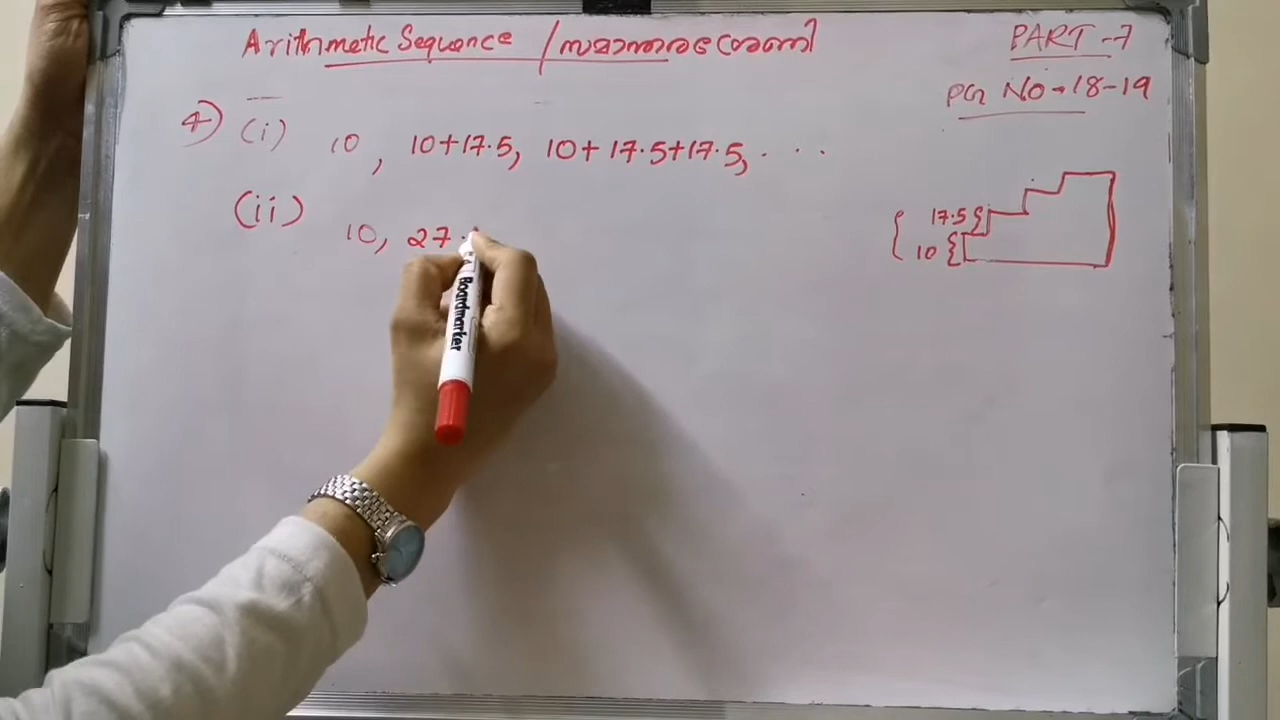 Arithmetic Sequence / സമാന്തരശ്രേണി
PART-7
PG NO-18-19
4) (i) 10, 10+17.5, 10+17.5+17.5, ...
17.5
10
(ii) 10, 27.
Boardmarker